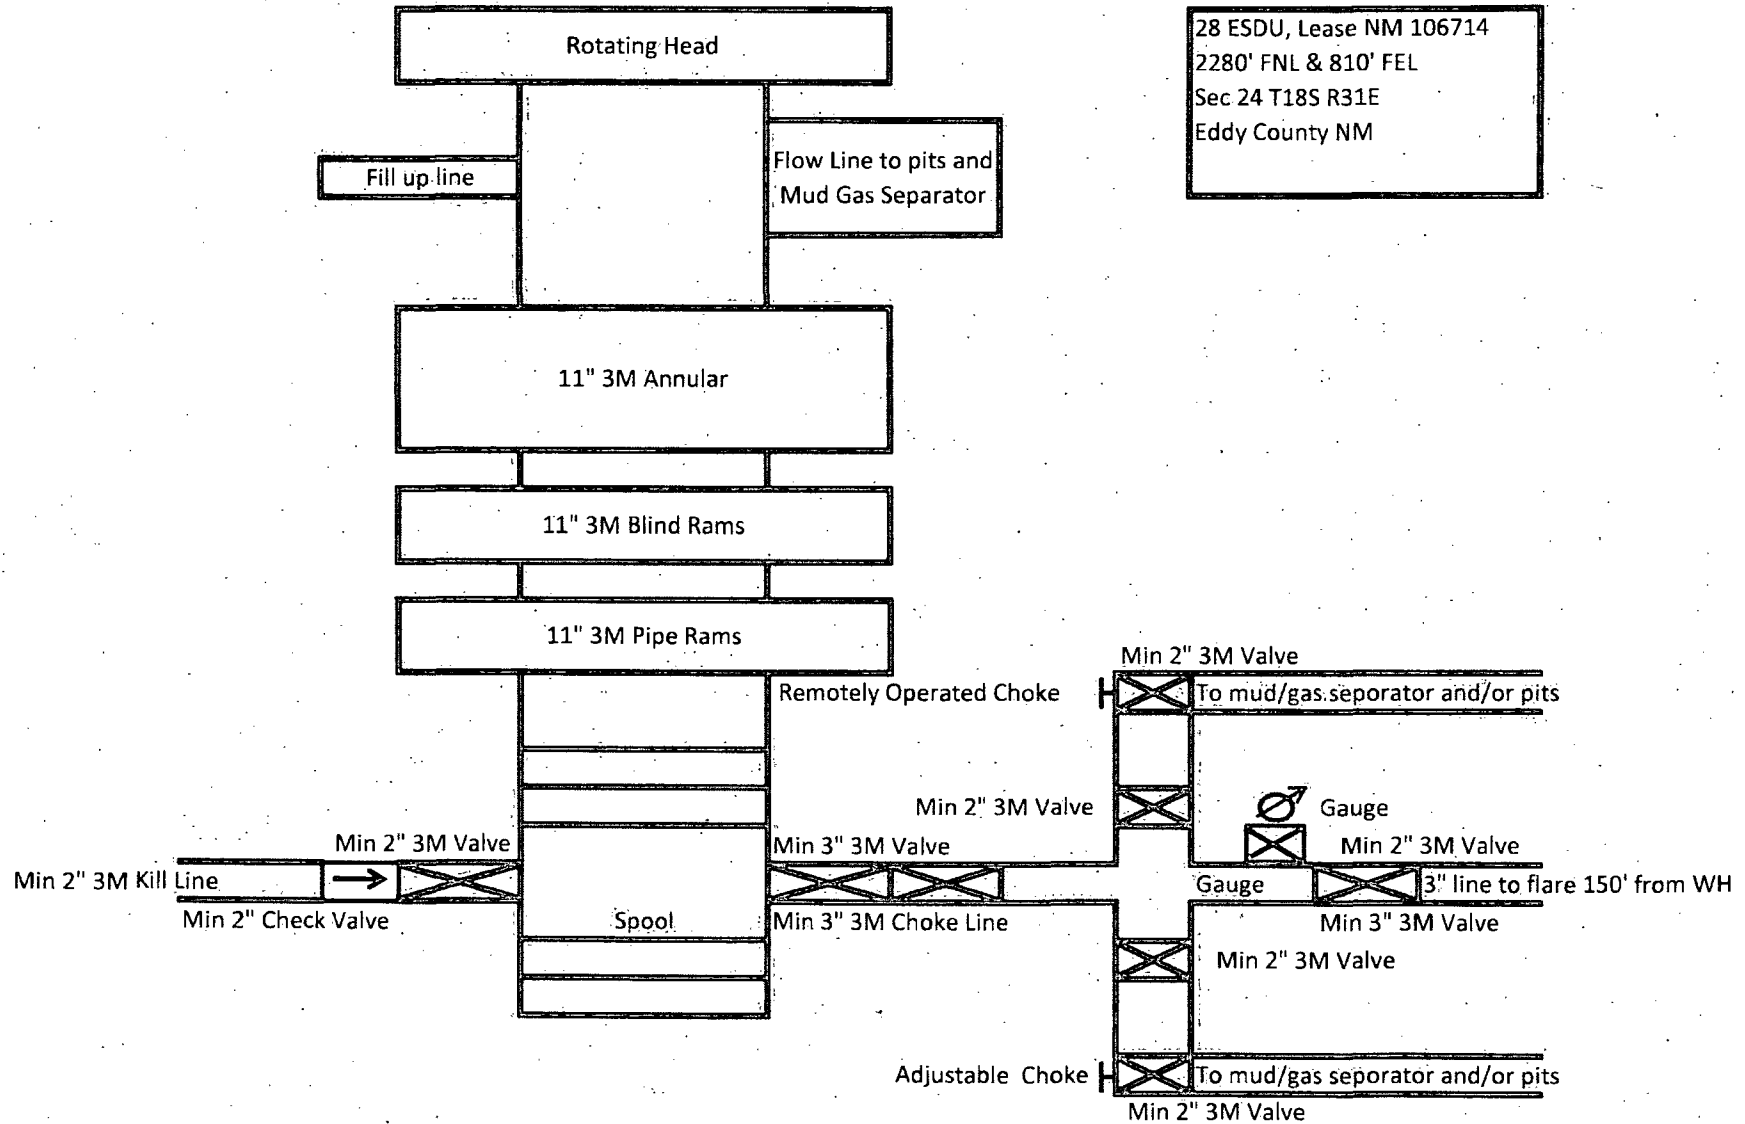 Rotating Head
28 ESDU, Lease NM 106714
2280' FNL & 810' FEL
Sec 24 T18S R31E
Eddy County NM
Fill up line
Flow Line to pits and
Mud Gas Separator
11" 3M Annular
11" 3M Blind Rams
11" 3M Pipe Rams
Min 2" 3M Valve
Remotely Operated Choke
To mud/gas seporator and/or pits
Min 2" 3M Valve
Gauge
Min 2" 3M Valve
Min 3" 3M Valve
Min 2" 3M Valve
Min 2" 3M Kill Line
Gauge
3" line to flare 150' from WH
Min 2" Check Valve
Spool
Min 3" 3M Choke Line
Min 3" 3M Valve
Min 2" 3M Valve
Adjustable Choke
To mud/gas seporator and/or pits
Min 2" 3M Valve